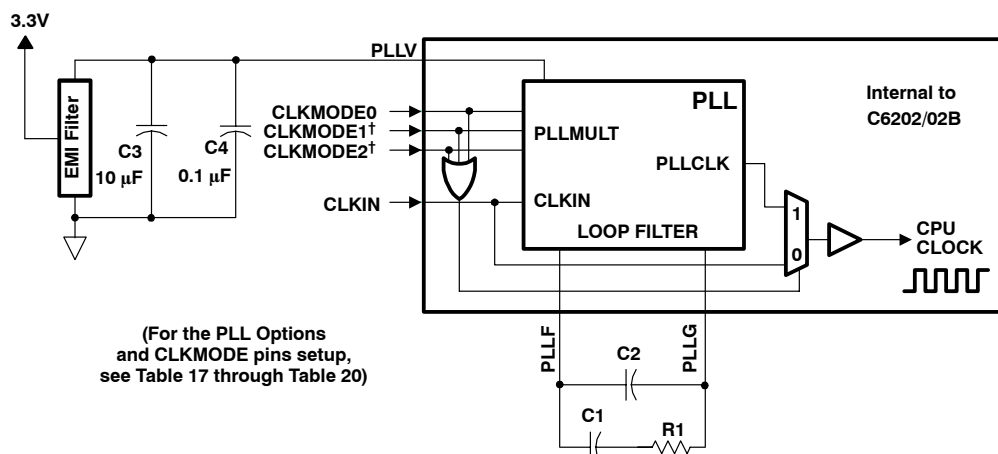 3.3V
PLLV
EMI Filter
C3
10 µF
C4
0.1 µF
CLKMODE0
CLKMODE1†
CLKMODE2†
CLKIN
PLL
PLLMULT
PLLCLK
CLKIN
LOOP FILTER
Internal to
C6202/02B
1
0
CPU
CLOCK
(For the PLL Options
and CLKMODE pins setup,
see Table 17 through Table 20)
PLLF
PLLG
C2
C1
R1